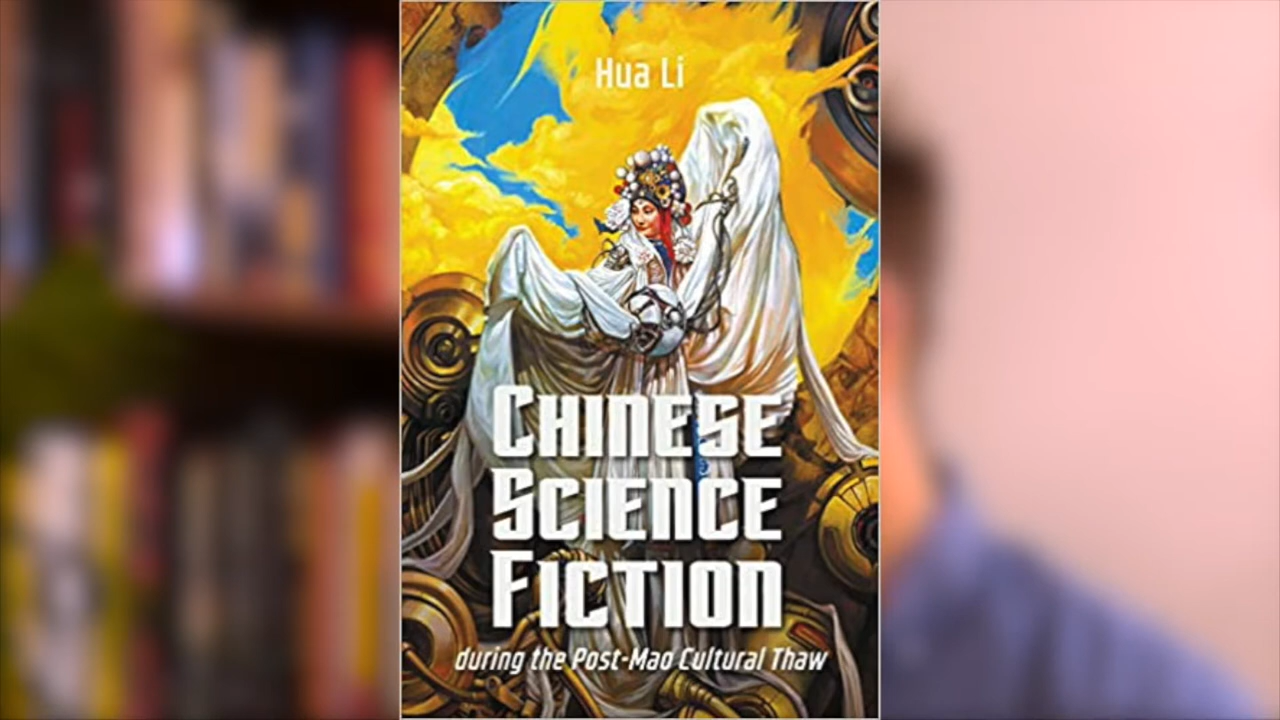 Hua Li
CHINESE
SCIENCE
FICTION
during the Post-Mao Cultural Thaw